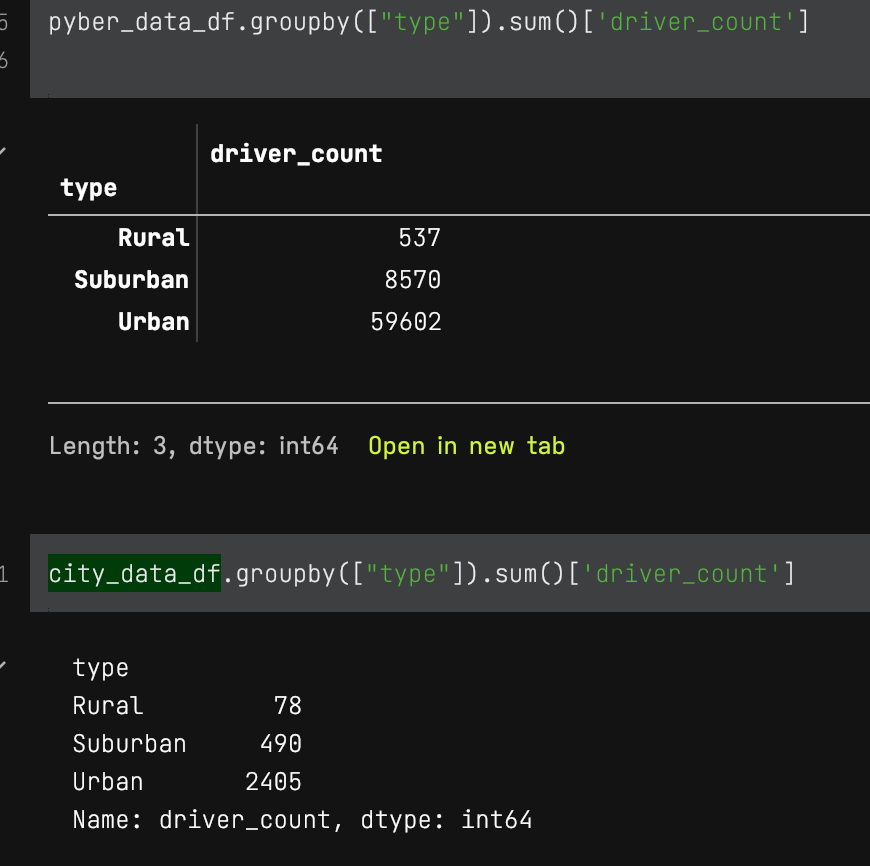 5 pyber_data_df.groupby(["type"]).sum()['driver_count']
6
driver_count
type
Rural 537
Suburban 8570
Urban 59602
Length: 3, dtype: int64 Open in new tab
1 city_data_df.groupby(["type"]).sum()['driver_count']
type
Rural 78
Suburban 490
Urban 2405
Name: driver_count, dtype: int64